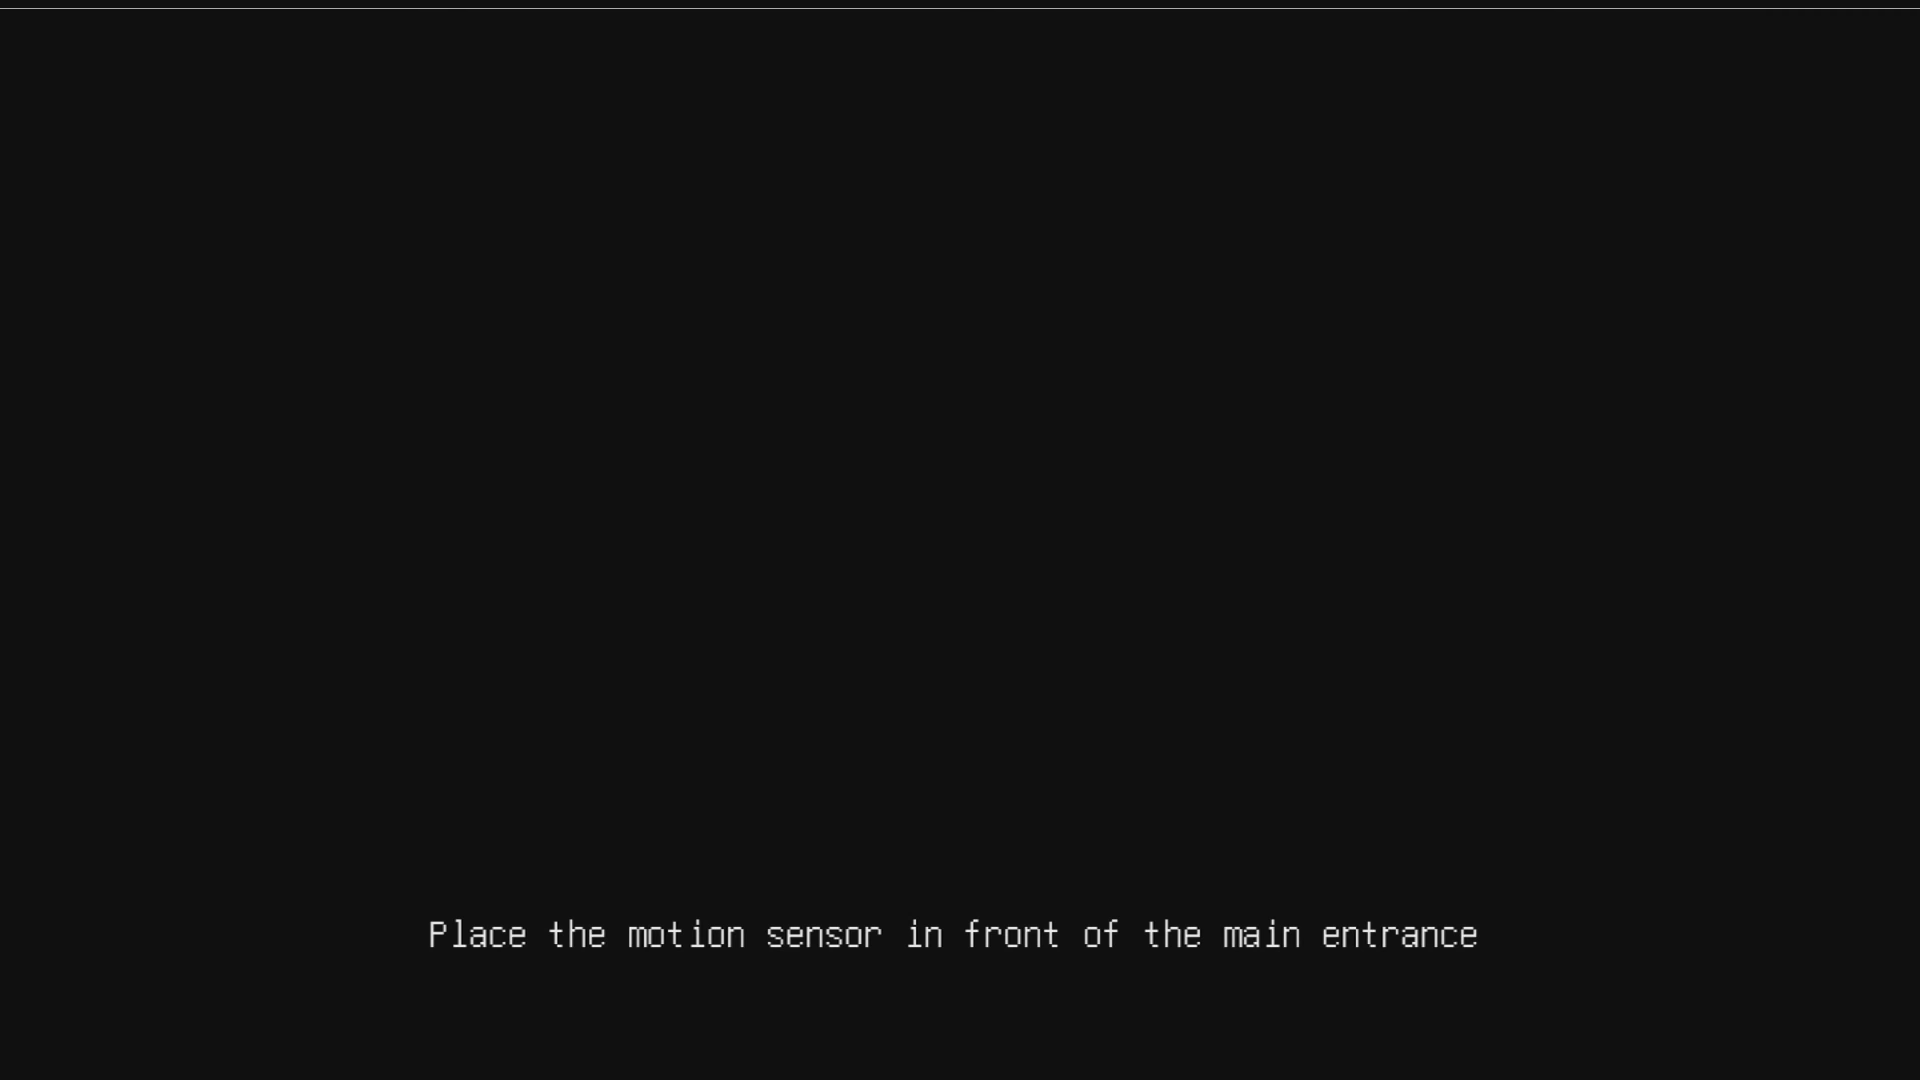 Place the motion sensor in front of the main entrance